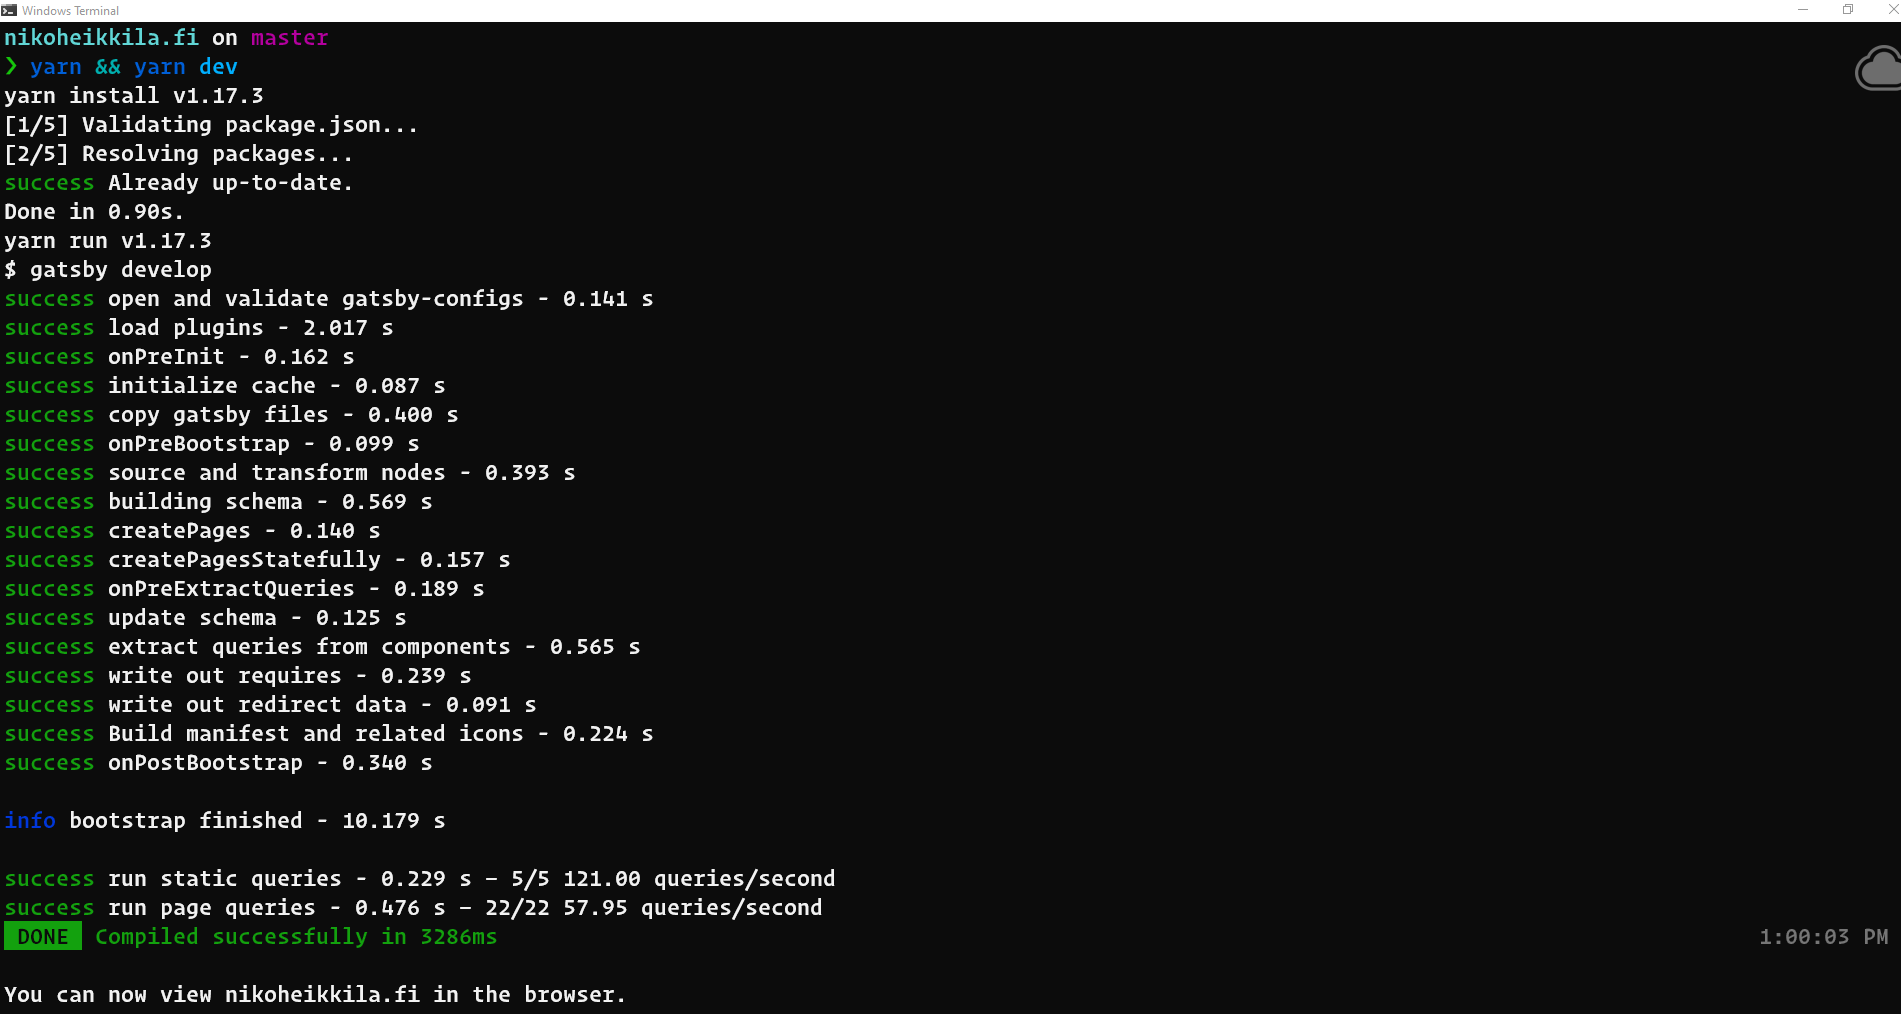 Windows Terminal
nikoheikkila.fi on master
❯ yarn && yarn dev
yarn install v1.17.3
[1/5] Validating package.json...
[2/5] Resolving packages...
success Already up-to-date.
Done in 0.90s.
yarn run v1.17.3
$ gatsby develop
success open and validate gatsby-configs - 0.141 s
success load plugins - 2.017 s
success onPreInit - 0.162 s
success initialize cache - 0.087 s
success copy gatsby files - 0.400 s
success onPreBootstrap - 0.099 s
success source and transform nodes - 0.393 s
success building schema - 0.569 s
success createPages - 0.140 s
success createPagesStatefully - 0.157 s
success onPreExtractQueries - 0.189 s
success update schema - 0.125 s
success extract queries from components - 0.565 s
success write out requires - 0.239 s
success write out redirect data - 0.091 s
success Build manifest and related icons - 0.224 s
success onPostBootstrap - 0.340 s
info bootstrap finished - 10.179 s
success run static queries - 0.229 s — 5/5 121.00 queries/second
success run page queries - 0.476 s — 22/22 57.95 queries/second
DONE Compiled successfully in 3286ms 1:00:03 PM
You can now view nikoheikkila.fi in the browser.